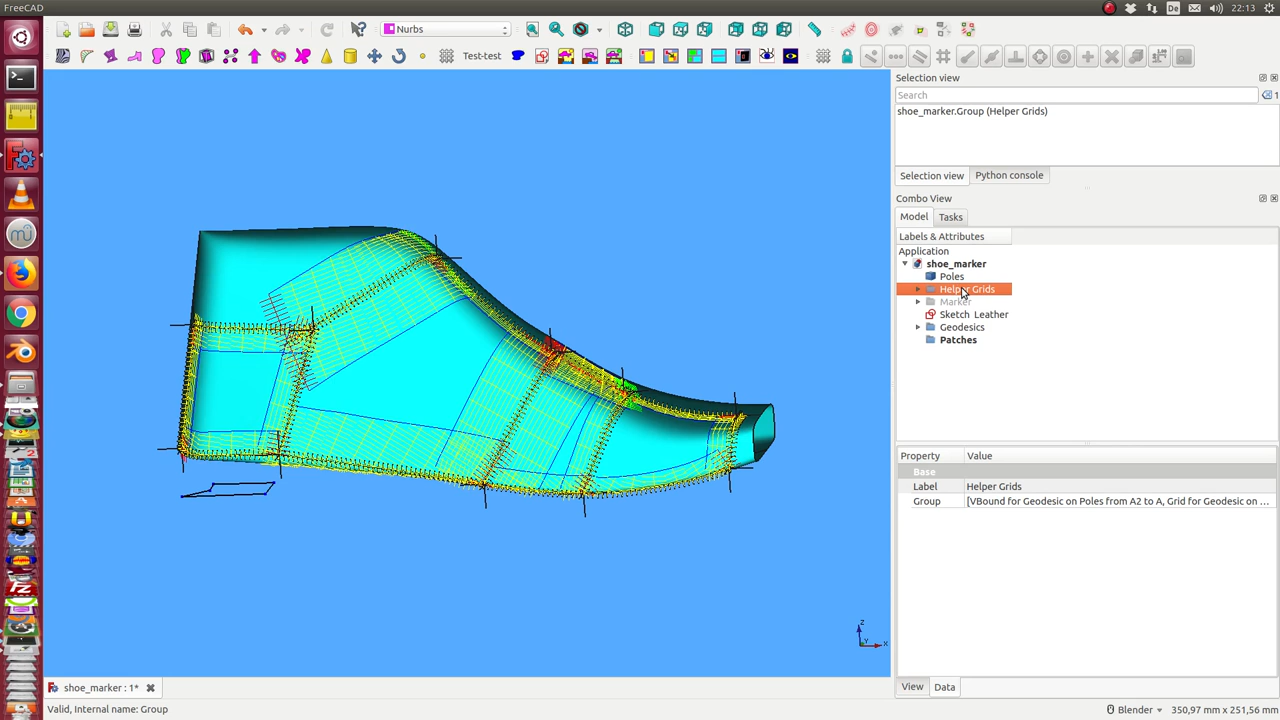 FreeCAD
De
22:13
Nurbs
Test-test
Selection view
Search
1
shoe_marker.Group (Helper Grids)
Selection view
Python console
Combo View
Model
Tasks
Labels & Attributes
Application
shoe_marker
Poles
Helper Grids
Marker
Sketch Leather
Geodesics
Patches
Property
Value
Base
Label
Helper Grids
Group
[VBound for Geodesic on Poles from A2 to A, Grid for Geodesic on ...
Z
Y
X
View
Data
shoe_marker : 1*
Valid, Internal name: Group
Blender
350,97 mm x 251,56 mm